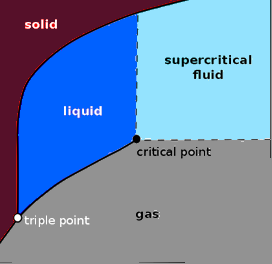 solid
supercritical
fluid
liquid
critical point
gas
triple point